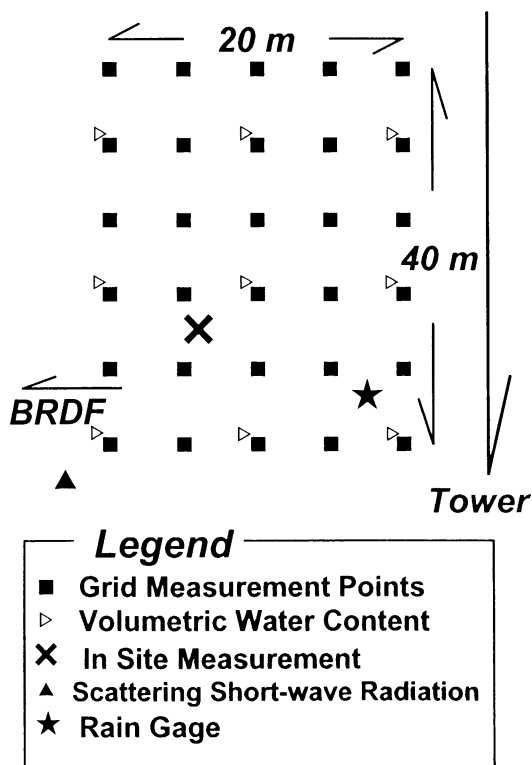 20 m
40 m
BRDF
Tower
Legend
Grid Measurement Points
Volumetric Water Content
In Site Measurement
Scattering Short-wave Radiation
Rain Gage